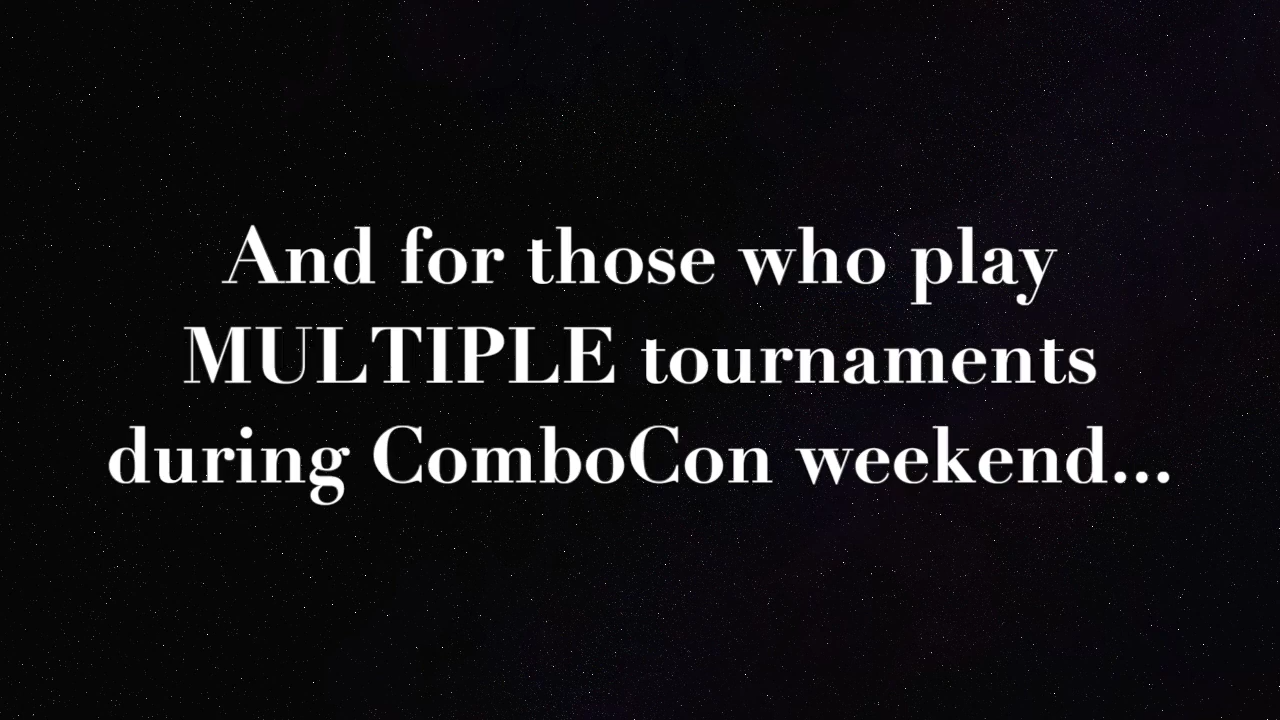 And for those who play
MULTIPLE tournaments
during ComboCon weekend...